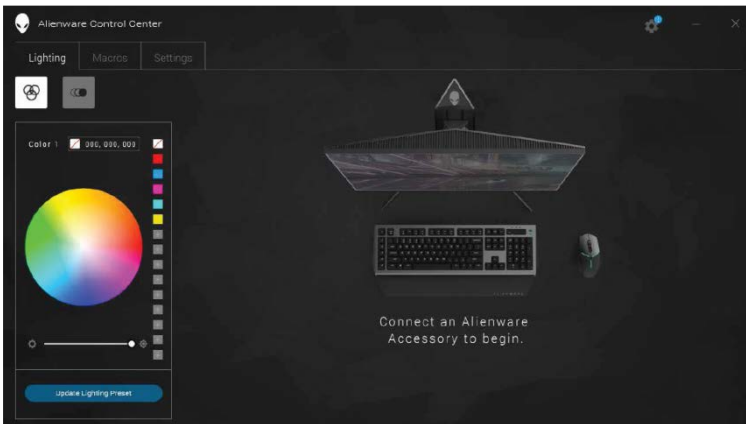 Alienware Control Center
Lighting
Macros
Settings
Color 1
000, 000, 000
Connect an Alienware
Accessory to begin.
Update Lighting Preset